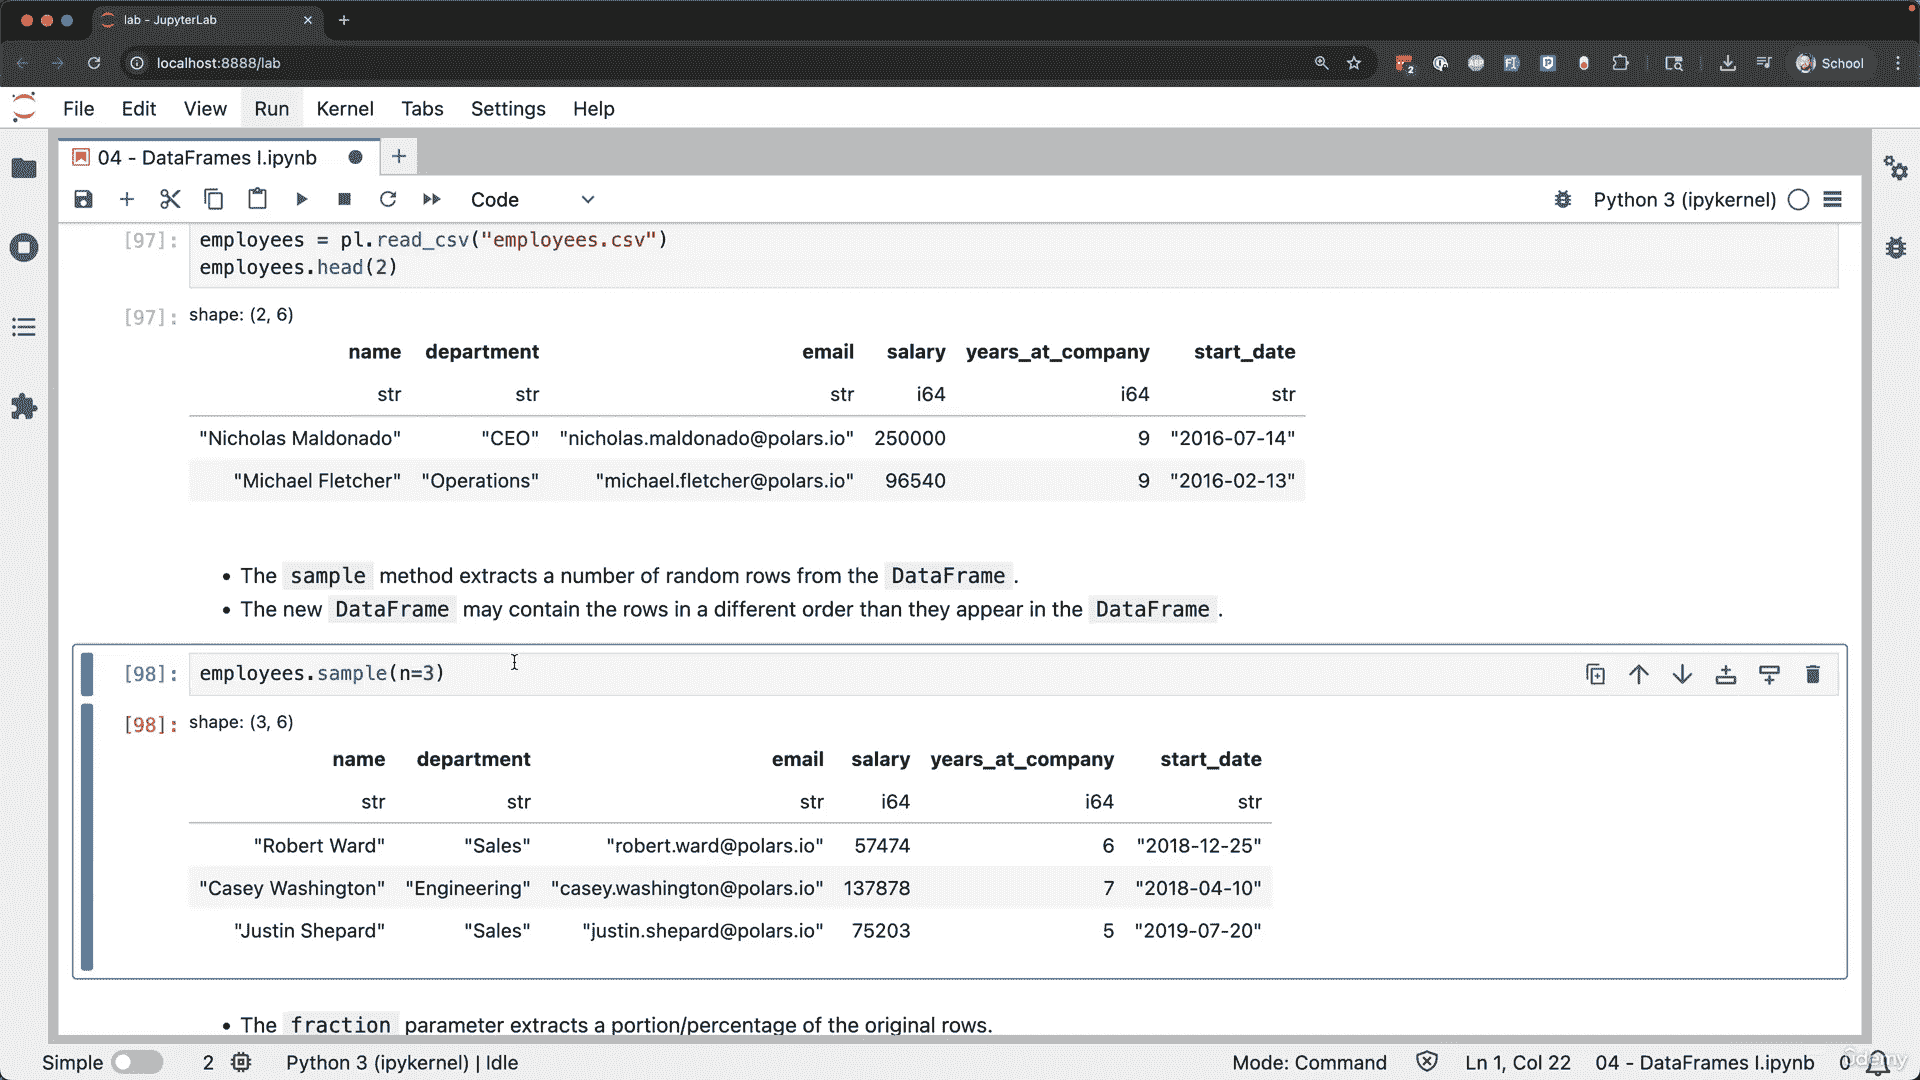 lab - JupyterLab
localhost:8888/lab
2
School
File Edit View Run Kernel Tabs Settings Help
04 - DataFrames I.ipynb
Code
Python 3 (ipykernel)
[97]: employees = pl.read_csv("employees.csv")
employees.head(2)
[97]: shape: (2, 6)
name department email salary years_at_company start_date
str str str i64 i64 str
"Nicholas Maldonado" "CEO" "nicholas.maldonado@polars.io" 250000 9 "2016-07-14"
"Michael Fletcher" "Operations" "michael.fletcher@polars.io" 96540 9 "2016-02-13"
• The sample method extracts a number of random rows from the DataFrame.
• The new DataFrame may contain the rows in a different order than they appear in the DataFrame.
[98]: employees.sample(n=3)
[98]: shape: (3, 6)
name department email salary years_at_company start_date
str str str i64 i64 str
"Robert Ward" "Sales" "robert.ward@polars.io" 57474 6 "2018-12-25"
"Casey Washington" "Engineering" "casey.washington@polars.io" 137878 7 "2018-04-10"
"Justin Shepard" "Sales" "justin.shepard@polars.io" 75203 5 "2019-07-20"
• The fraction parameter extracts a portion/percentage of the original rows.
Simple 2 Python 3 (ipykernel) | Idle Mode: Command Ln 1, Col 22 04 - DataFrames I.ipynb 0
Udemy